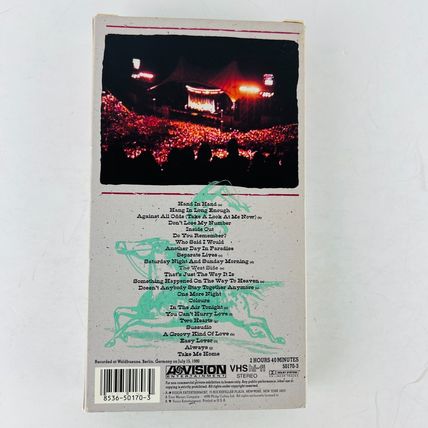 Hand In Hand
Hang In Long Enough
Against All Odds (Take A Look At Me Now)
Don't Lose My Number
Inside Out
Do You Remember?
Who Said I Would
Another Day In Paradise
Separate Lives
Saturday Night And Sunday Morning
The West Side
That's Just The Way It Is
Something Happened On The Way To Heaven
Doesn't Anybody Stay Together Anymore
One More Night
Colours
In The Air Tonight
You Can't Hurry Love
Two Hearts
Sussudio
A Groovy Kind Of Love
Easy Lover
Always
Take Me Home
Recorded at Waldbuehne, Berlin, Germany on July 15, 1990
8536-50170-3
A*VISION
ENTERTAINMENT
VHS hi-fi
STEREO
2 HOURS 40 MINUTES
50170-3